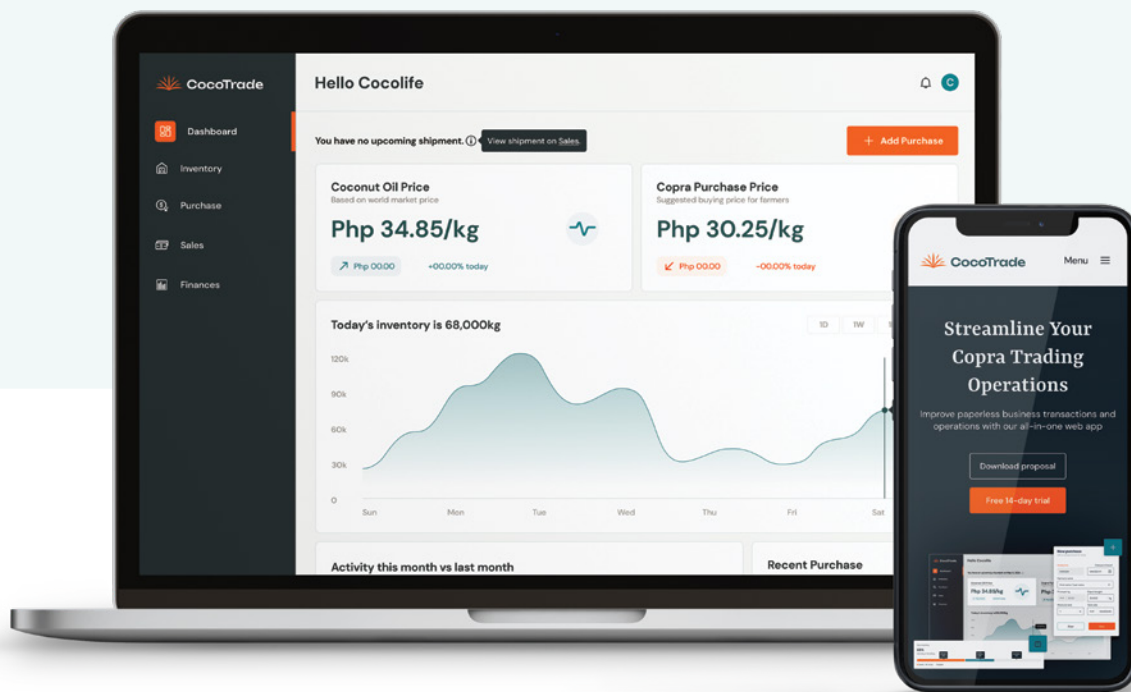 CocoTrade
Dashboard
Inventory
Purchase
Sales
Finances
Hello Cocolife
C
You have no upcoming shipment.
View shipment on Sales.
+ Add Purchase
Coconut Oil Price
Based on world market price
Php 34.85/kg
Php 00.00
+00.00% today
Copra Purchase Price
Suggested buying price for farmers
Php 30.25/kg
Php 00.00
-00.00% today
Today's inventory is 68,000kg
1D
1W
120k
90k
60k
30k
0
Sun
Mon
Tue
Wed
Thu
Fri
Sat
Activity this month vs last month
Recent Purchase
CocoTrade
Menu
Streamline Your
Copra Trading
Operations
Improve paperless business transactions and
operations with our all-in-one web app
Download proposal
Free 14-day trial
CocoTrade
Hello Cocolife
Php 34.85/kg
New purchase